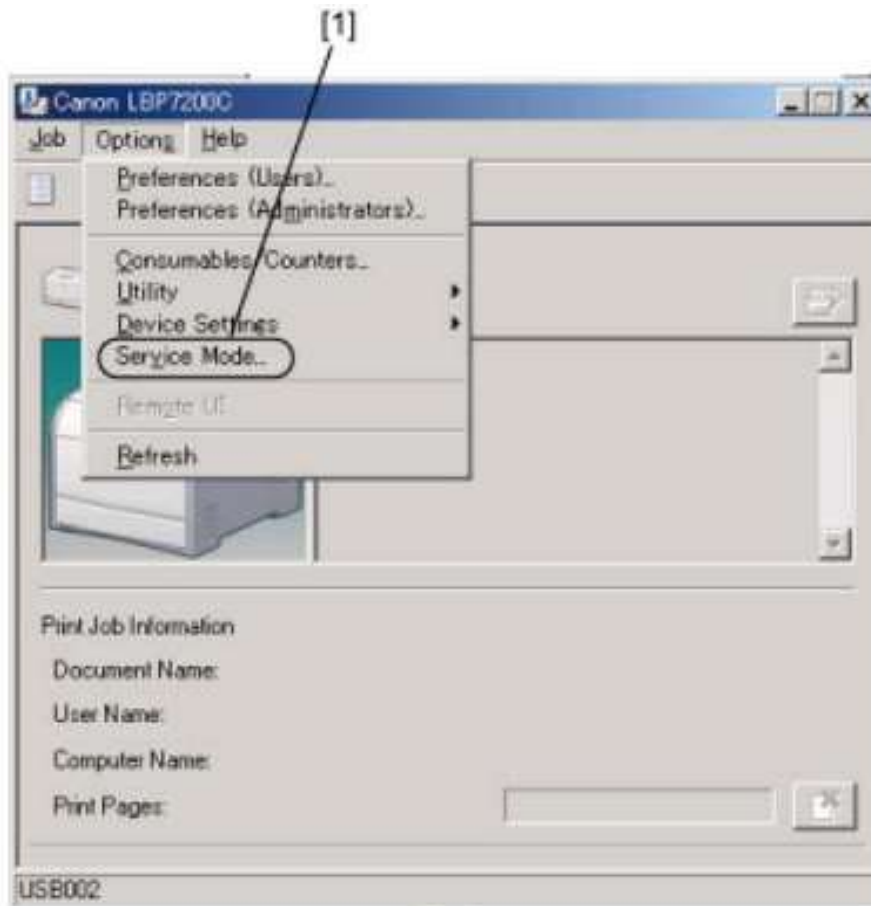 [1]
Canon LBP7200C
Job Options Help
Preferences (Users)...
Preferences (Administrators)...
Consumables/Counters...
Utility
Device Settings
Service Mode...
Remote UI
Refresh
Print Job Information
Document Name:
User Name:
Computer Name:
Print Pages:
USB002